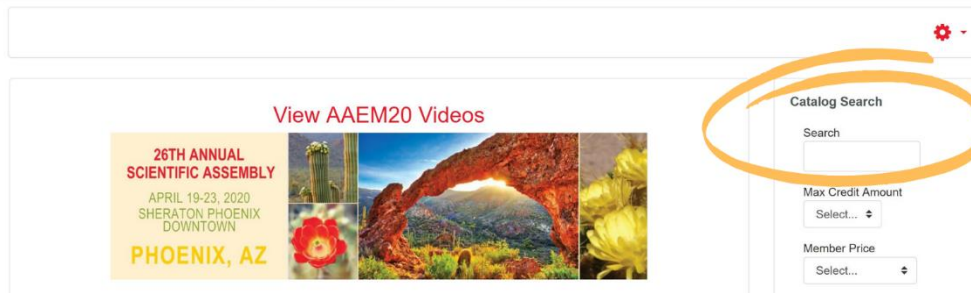 View AAEM20 Videos
26TH ANNUAL
SCIENTIFIC ASSEMBLY
APRIL 19-23, 2020
SHERATON PHOENIX
DOWNTOWN
PHOENIX, AZ
Catalog Search
Search
Max Credit Amount
Select...
Member Price
Select...